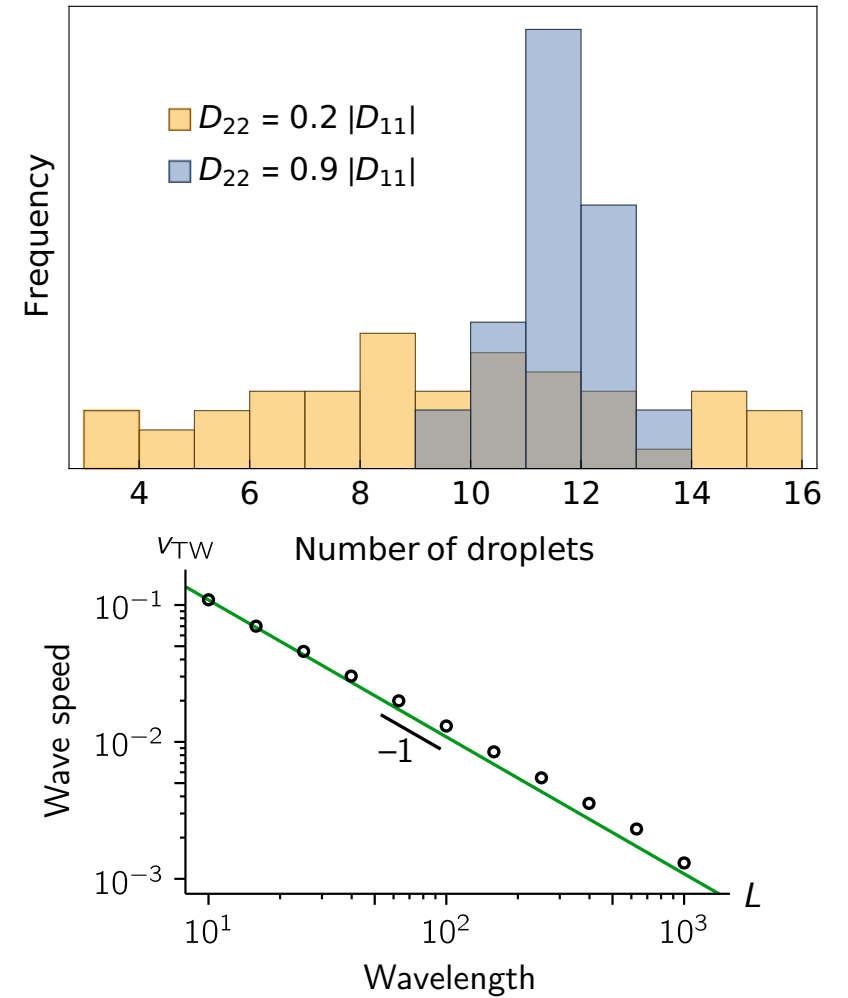 D₂₂ = 0.2 |D₁₁|
D₂₂ = 0.9 |D₁₁|
Frequency
4 6 8 10 12 14 16
Number of droplets
v_TW
10⁻¹
10⁻²
10⁻³
Wave speed
−1
L
10¹ 10² 10³
Wavelength